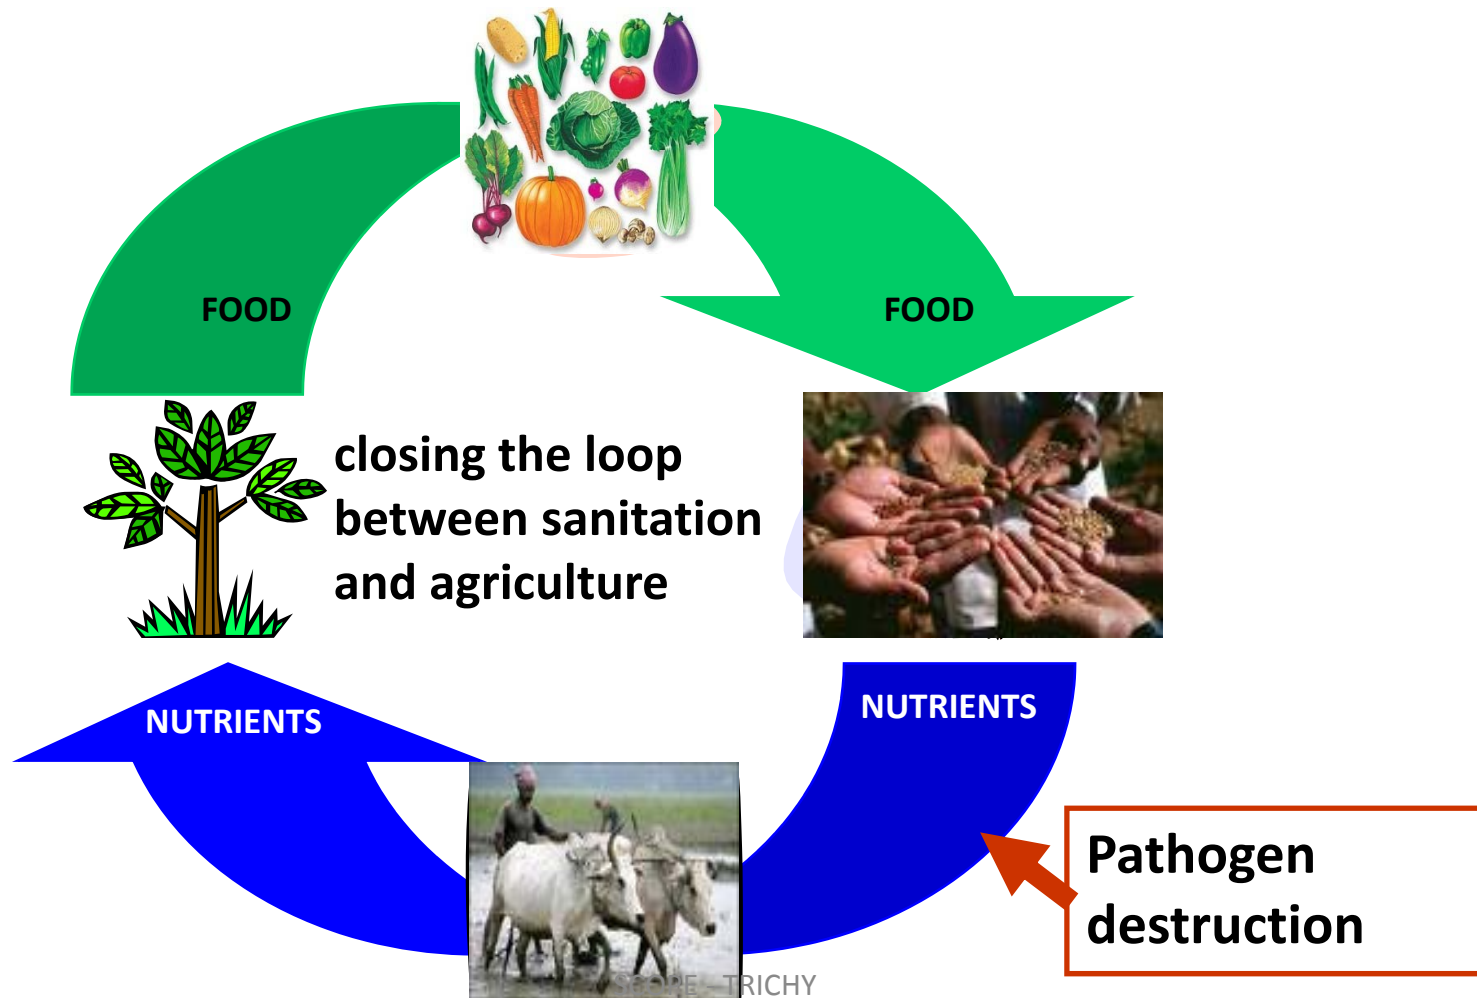 FOOD
FOOD
closing the loop
between sanitation
and agriculture
NUTRIENTS
NUTRIENTS
Pathogen
destruction
TRICHY